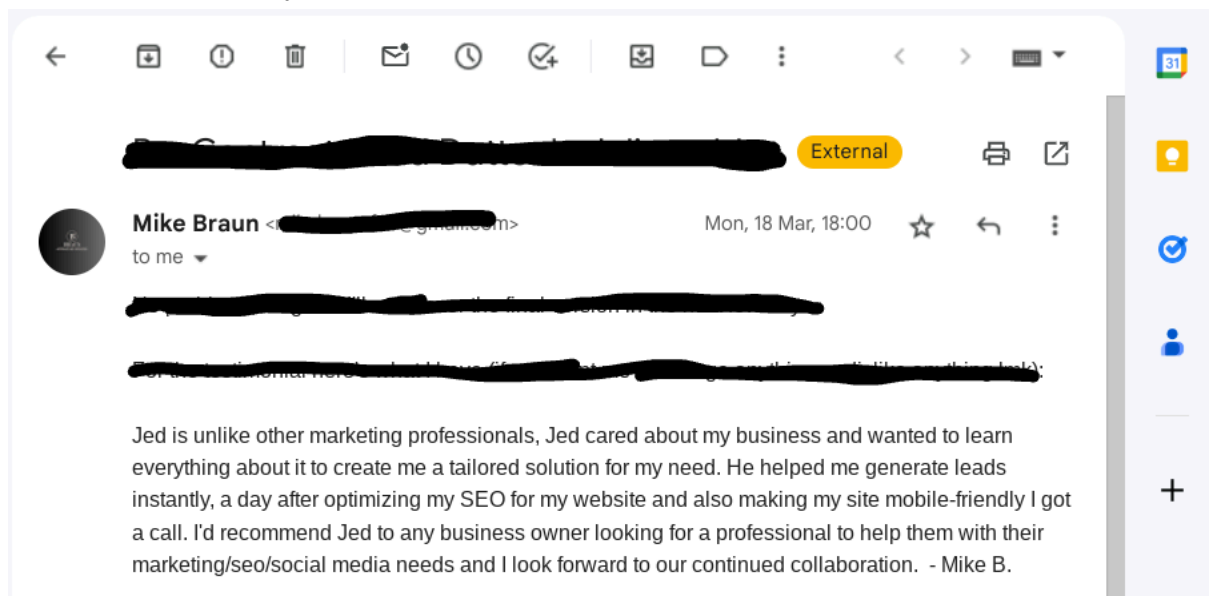 31
External
Mike Braun
Mon, 18 Mar, 18:00
to me
Jed is unlike other marketing professionals, Jed cared about my business and wanted to learn
everything about it to create me a tailored solution for my need. He helped me generate leads
instantly, a day after optimizing my SEO for my website and also making my site mobile-friendly I got
a call. I'd recommend Jed to any business owner looking for a professional to help them with their
marketing/seo/social media needs and I look forward to our continued collaboration.  - Mike B.